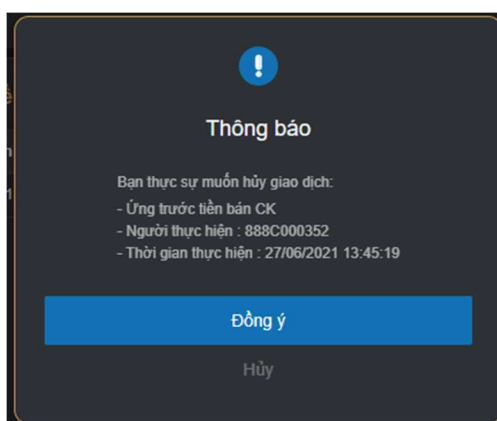 Thông báo
Bạn thực sự muốn hủy giao dịch:
- Ứng trước tiền bán CK
- Người thực hiện : 888C000352
- Thời gian thực hiện : 27/06/2021 13:45:19
Đồng ý
Hủy